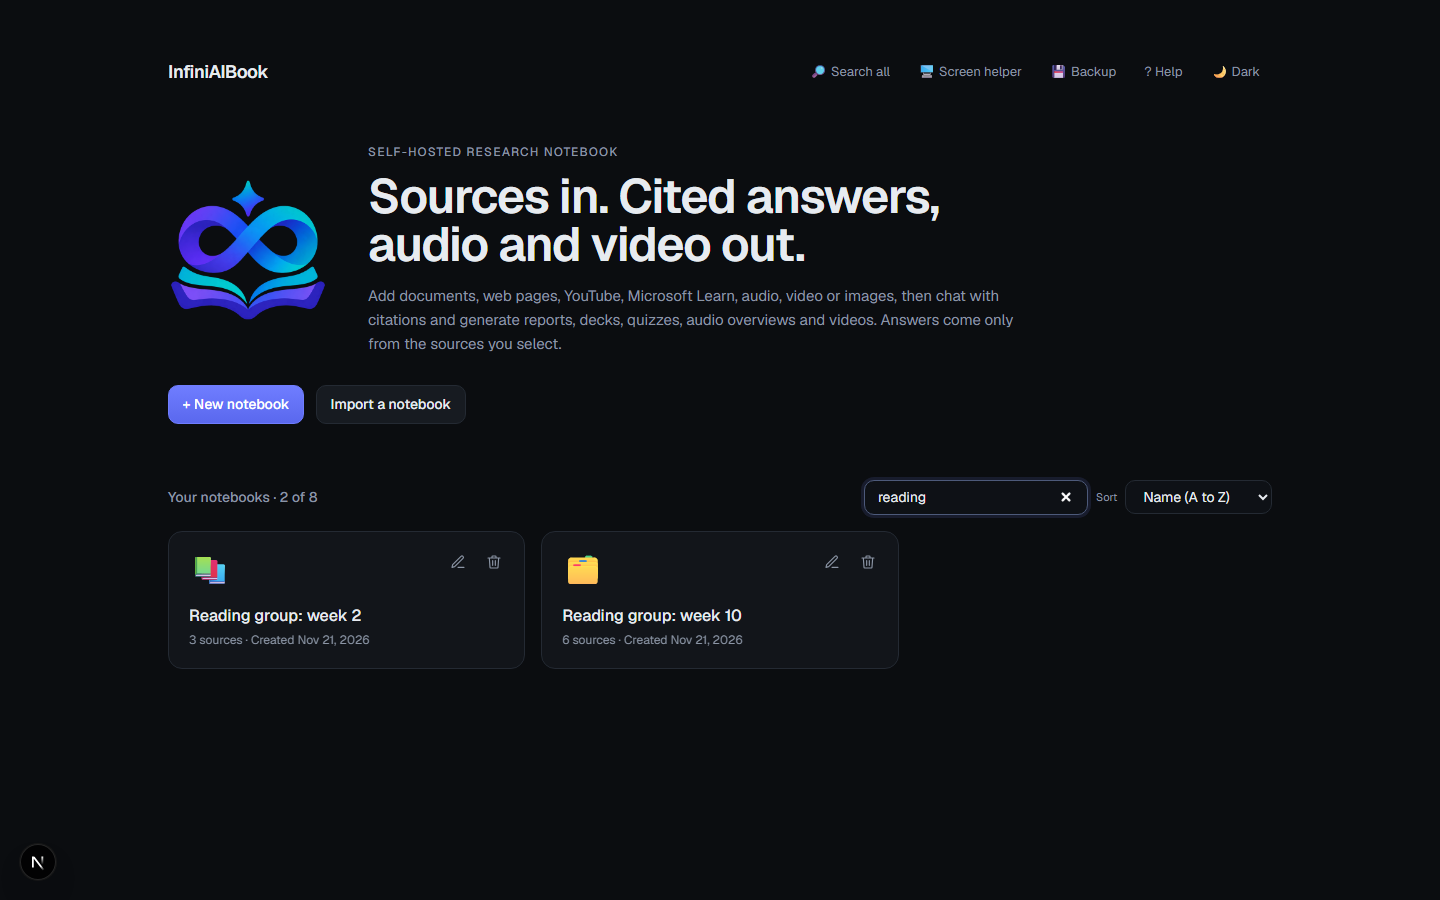 InfiniAIBook
Search all
Screen helper
Backup
? Help
Dark
SELF-HOSTED RESEARCH NOTEBOOK
Sources in. Cited answers,
audio and video out.
Add documents, web pages, YouTube, Microsoft Learn, audio, video or images, then chat with
citations and generate reports, decks, quizzes, audio overviews and videos. Answers come only
from the sources you select.
+ New notebook
Import a notebook
Your notebooks · 2 of 8
reading
Sort
Name (A to Z)
Reading group: week 2
3 sources · Created Nov 21, 2026
Reading group: week 10
6 sources · Created Nov 21, 2026
N